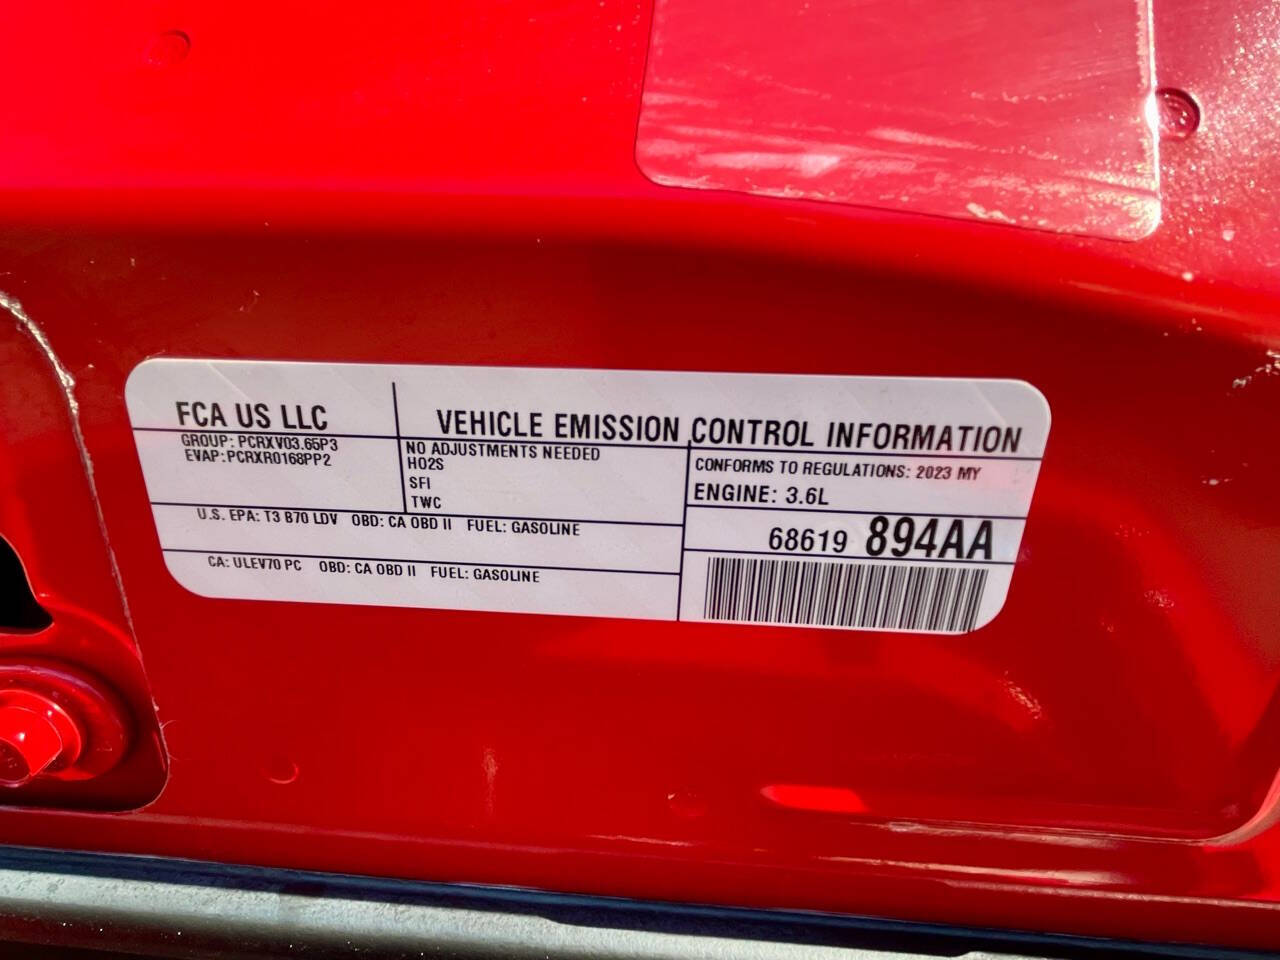 FCA US LLC
VEHICLE EMISSION CONTROL INFORMATION
GROUP: PCRXV03.65P3
EVAP:PCRXR0168PP2
NO ADJUSTMENTS NEEDED
HO2S
SFI
TWC
CONFORMS TO REGULATIONS: 2023 MY
ENGINE: 3.6L
U.S. EPA: T3 B70 LDV OBD: CA OBD II FUEL: GASOLINE
68619 894AA
CA: ULEV70 PC OBD: CA OBD II FUEL: GASOLINE